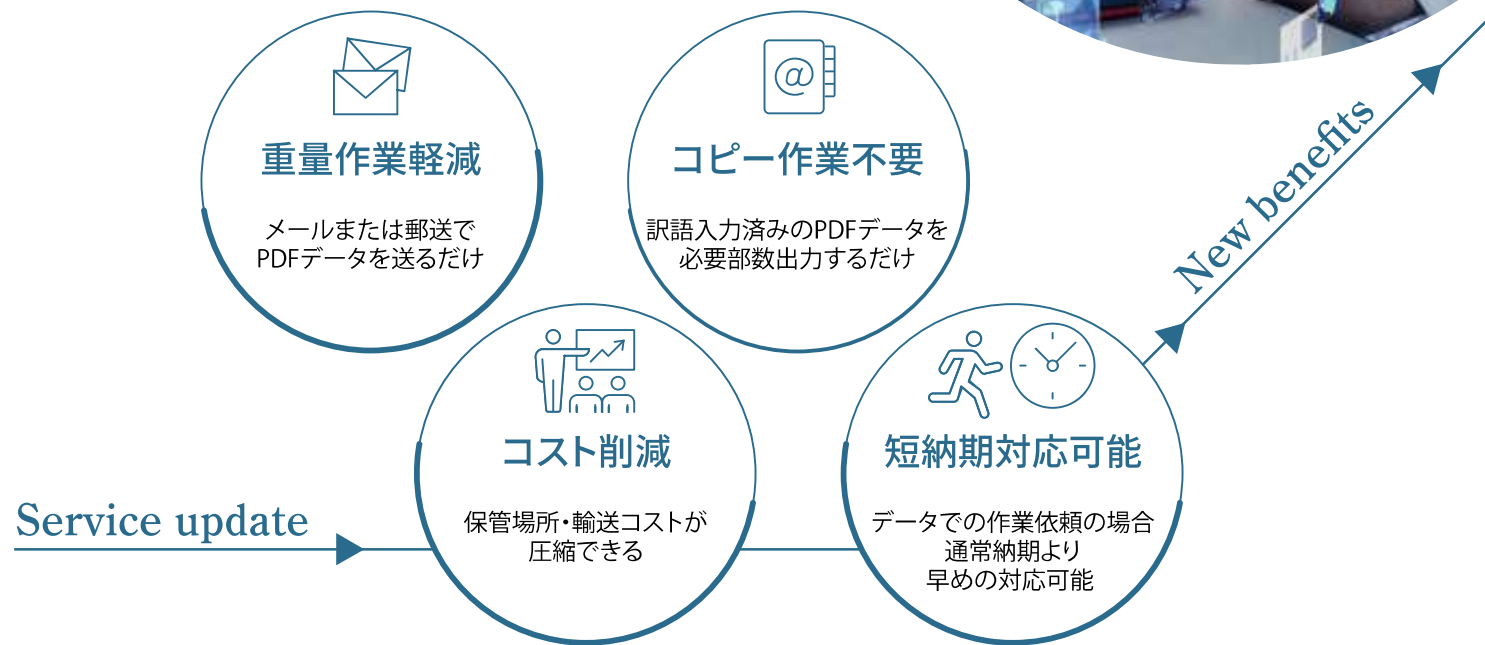 重量作業軽減
メールまたは郵送で
PDFデータを送るだけ
@
コピー作業不要
訳語入力済みのPDFデータを
必要部数出力するだけ
コスト削減
保管場所・輸送コストが
圧縮できる
短納期対応可能
データでの作業依頼の場合
通常納期より
早めの対応可能
Service update
New benefits